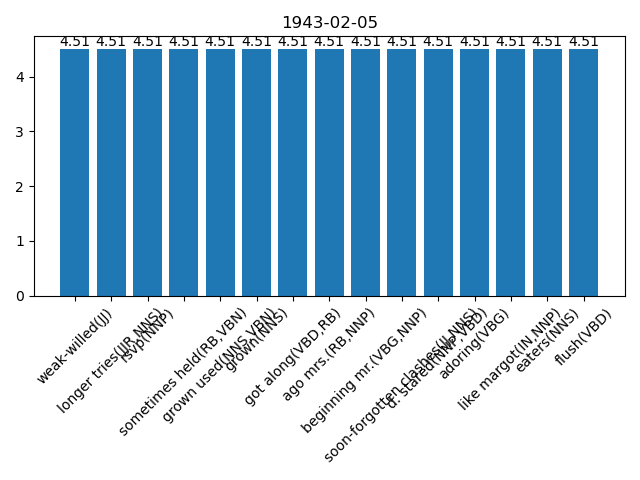 1943-02-05
4.51 4.51 4.51 4.51 4.51 4.51 4.51 4.51 4.51 4.51 4.51 4.51 4.51 4.51 4.51
4
3
2
1
0
weak-willed(JJ)
longer tries(JJR,NNS)
rsvp(NNP)
sometimes held(RB,VBN)
grown used(NNS,VBN)
grown(NNS)
got along(VBD,RB)
ago mrs.(RB,NNP)
beginning mr.(VBG,NNP)
soon-forgotten clashes(JJ,NNS)
d. stared(NNP,VBD)
adoring(VBG)
like margot(IN,NNP)
eaters(NNS)
flush(VBD)